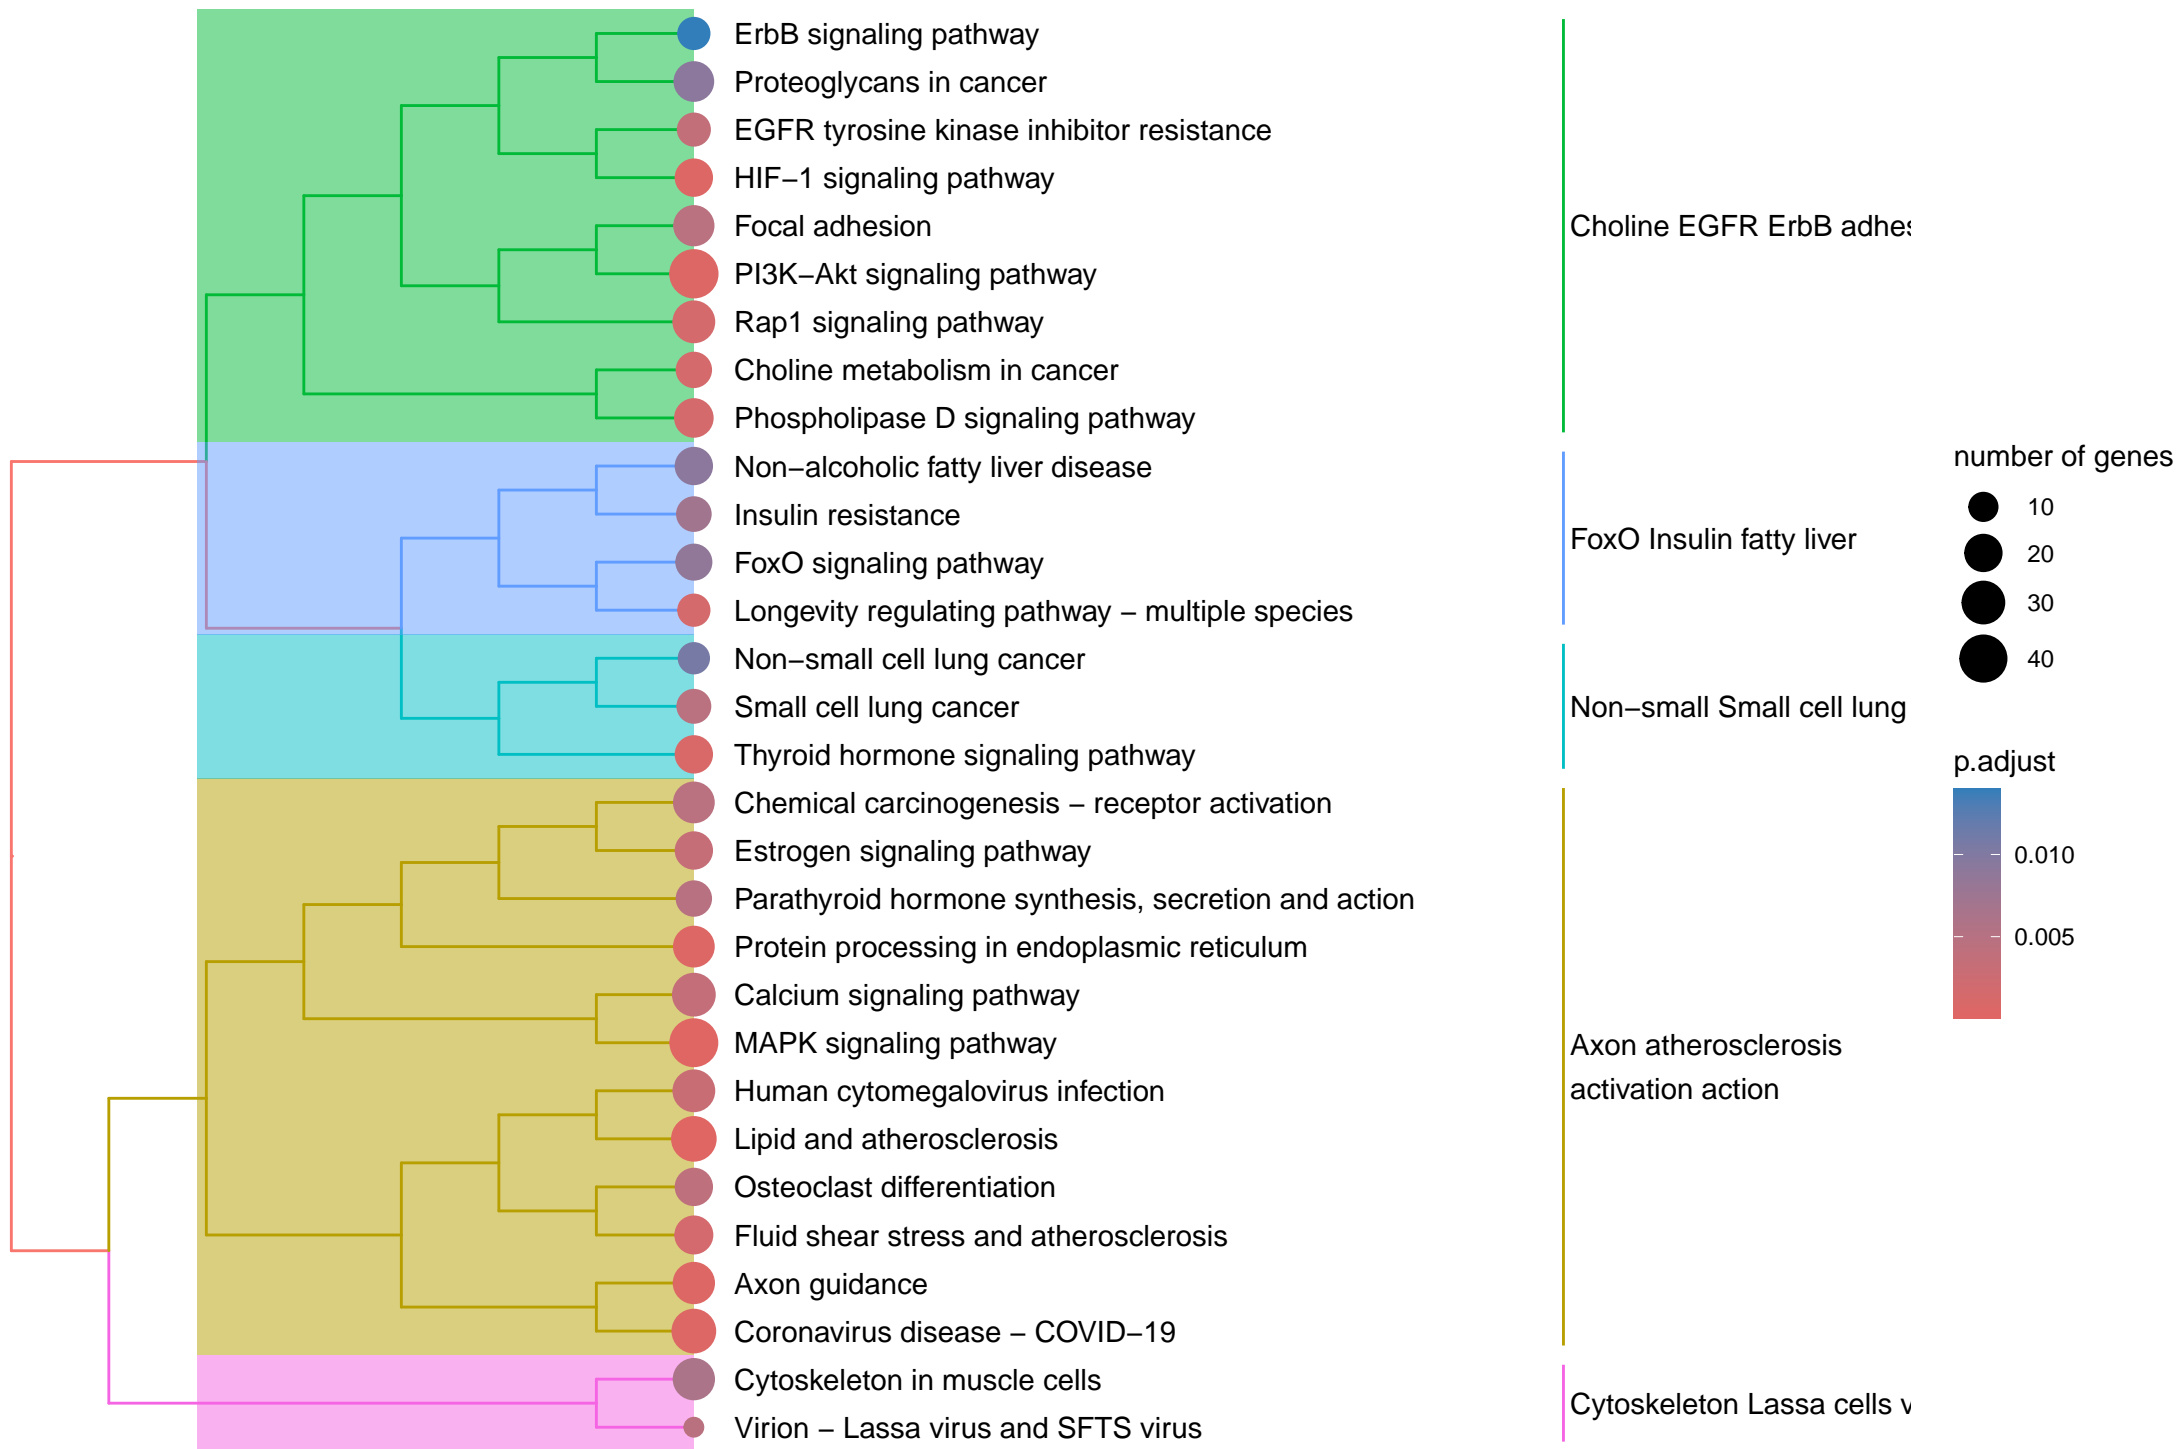 ErbB signaling pathway
Proteoglycans in cancer
EGFR tyrosine kinase inhibitor resistance
HIF−1 signaling pathway
Focal adhesion
PI3K−Akt signaling pathway
Rap1 signaling pathway
Choline metabolism in cancer
Phospholipase D signaling pathway
Non−alcoholic fatty liver disease
Insulin resistance
FoxO signaling pathway
Longevity regulating pathway − multiple species
Non−small cell lung cancer
Small cell lung cancer
Thyroid hormone signaling pathway
Chemical carcinogenesis − receptor activation
Estrogen signaling pathway
Parathyroid hormone synthesis, secretion and action
Protein processing in endoplasmic reticulum
Calcium signaling pathway
MAPK signaling pathway
Human cytomegalovirus infection
Lipid and atherosclerosis
Osteoclast differentiation
Fluid shear stress and atherosclerosis
Axon guidance
Coronavirus disease − COVID−19
Cytoskeleton in muscle cells
Virion − Lassa virus and SFTS virus
Choline EGFR ErbB
FoxO Insulin fatty liver
Non−small Small cell lung
Axon atherosclerosis
activation action
Cytoskeleton Lassa cells
number of genes
10
20
30
40
p.adjust
0.010
0.005